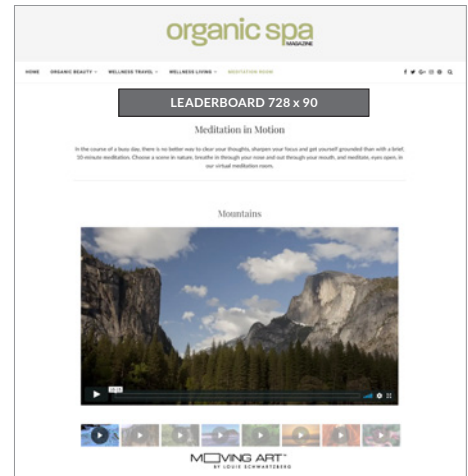 organic spa
MAGAZINE
HOME ORGANIC BEAUTY WELLNESS TRAVEL WELLNESS LIVING MEDITATION ROOM
LEADERBOARD 728 x 90
Meditation in Motion
In the course of a busy day, there is no better way to clear your thoughts, sharpen your focus and get yourself grounded than with a brief,
10-minute meditation. Choose a scene in nature, breathe in through your nose and out through your mouth, and meditate, eyes open, in
our virtual meditation room.
Mountains
MOVING ART™
BY LOUIE SCHWARTZBERG